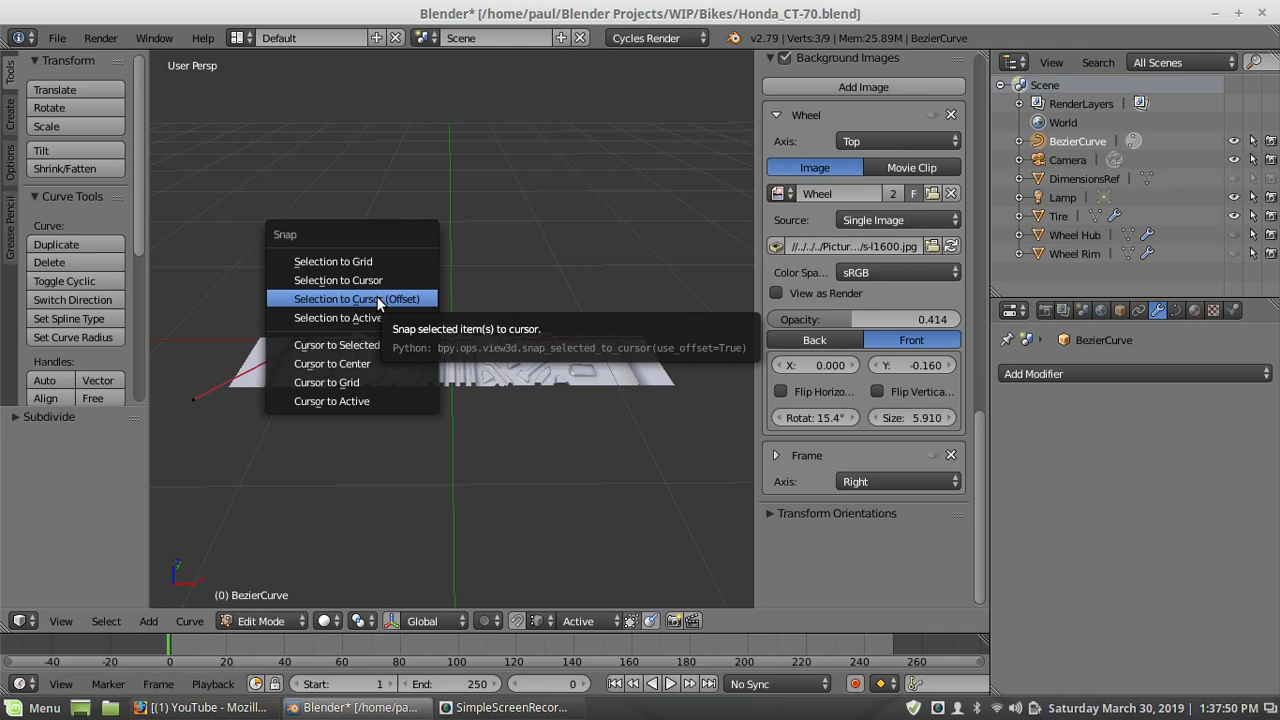 Blender* [/home/paul/Blender Projects/WIP/Bikes/Honda_CT-70.blend]
File Render Window Help Default Scene Cycles Render v2.79 | Verts:3/9 | Mem:25.89M | BezierCurve
Tools
Create
Options
Grease Pencil
Transform
Translate
Rotate
Scale
Tilt
Shrink/Fatten
Curve Tools
Curve:
Duplicate
Delete
Toggle Cyclic
Switch Direction
Set Spline Type
Set Curve Radius
Handles:
Auto Vector
Align Free
Subdivide
User Persp
Snap
Selection to Grid
Selection to Cursor
Selection to Cursor (Offset)
Selection to Active
Cursor to Selected
Cursor to Center
Cursor to Grid
Cursor to Active
Snap selected item(s) to cursor.
Python: bpy.ops.view3d.snap_selected_to_cursor(use_offset=True)
(0) BezierCurve
Background Images
Add Image
Wheel
Axis: Top
Image Movie Clip
Wheel 2 F
Source: Single Image
//../../../Pictur.../s-l1600.jpg
Color Spa... sRGB
View as Render
Opacity: 0.414
Back Front
X: 0.000 Y: -0.160
Flip Horizo... Flip Vertica...
Rotat: 15.4° Size: 5.910
Frame
Axis: Right
Transform Orientations
View Search All Scenes
Scene
RenderLayers
World
BezierCurve
Camera
DimensionsRef
Lamp
Tire
Wheel Hub
Wheel Rim
BezierCurve
Add Modifier
View Select Add Curve Edit Mode Global Active
-40 -20 0 20 40 60 80 100 120 140 160 180 200 220 240 260
View Marker Frame Playback Start: 1 End: 250 0 No Sync
Menu [(1) YouTube - Mozill... Blender* [/home/pa... SimpleScreenRecor... Saturday March 30, 2019 • 1:37:50 PM